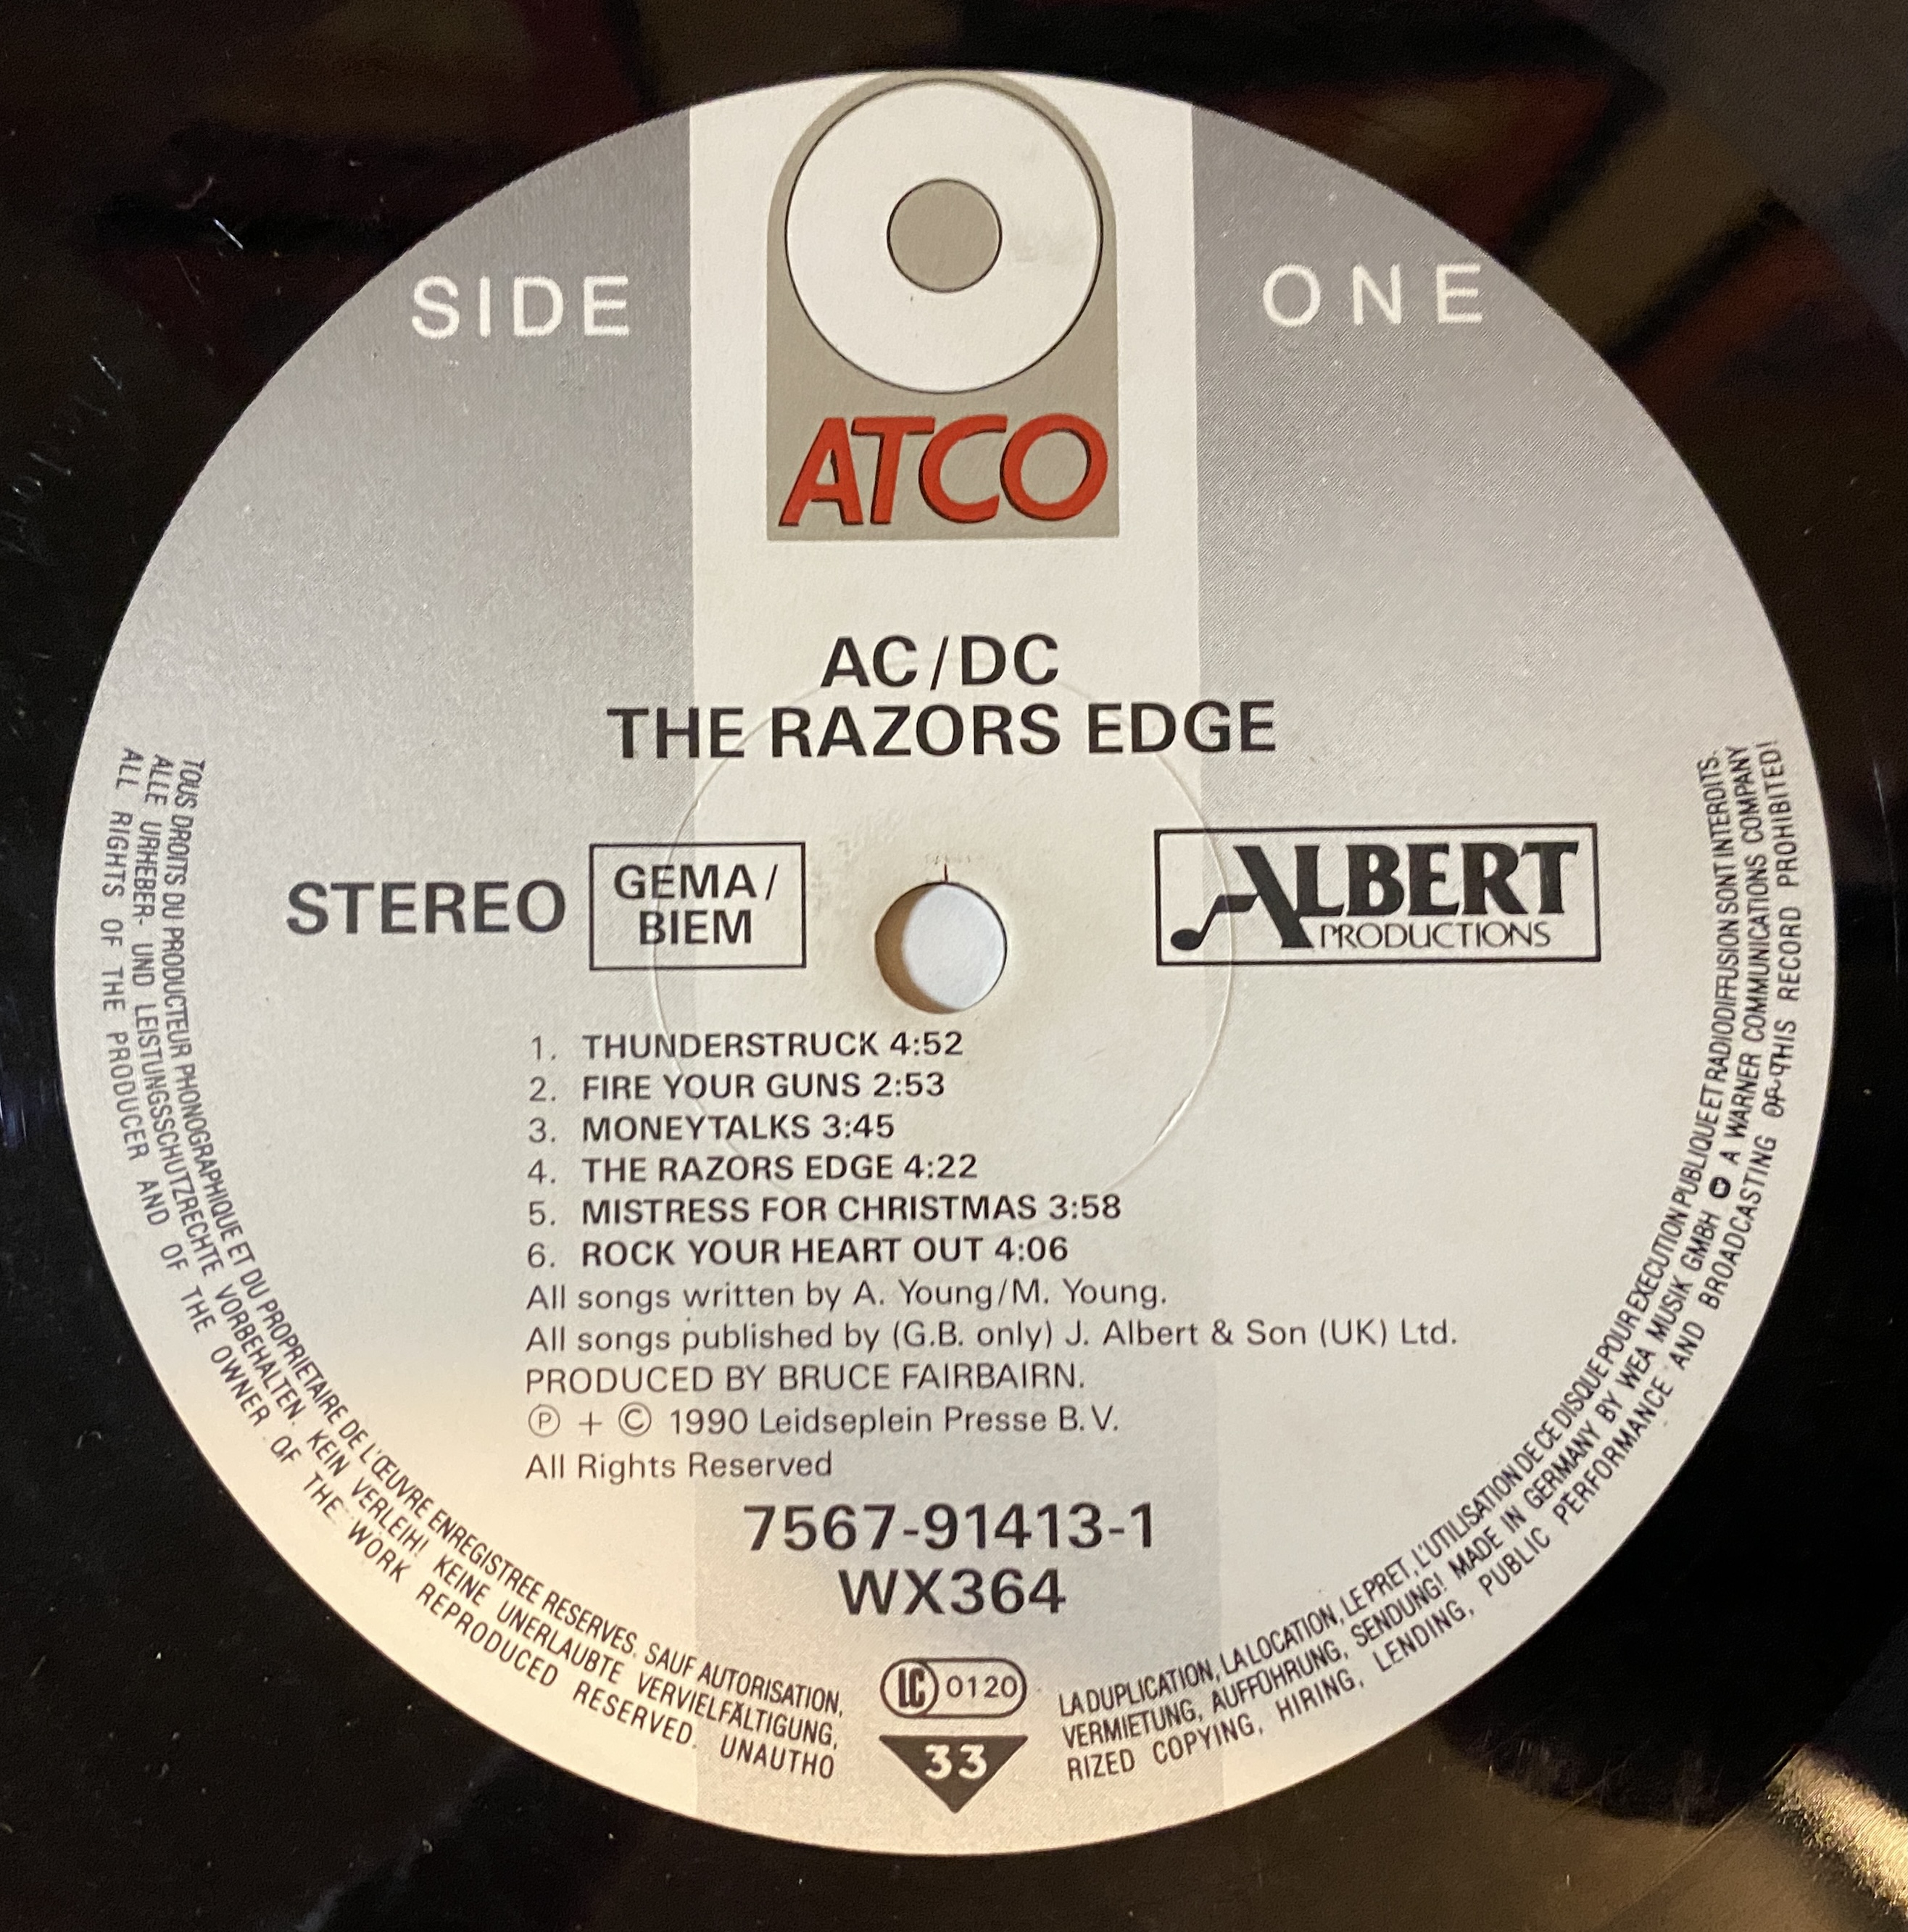 SIDE ONE
ATCO
AC/DC
THE RAZORS EDGE
STEREO
GEMA/
BIEM
ALBERT
PRODUCTIONS
1. THUNDERSTRUCK 4:52
2. FIRE YOUR GUNS 2:53
3. MONEYTALKS 3:45
4. THE RAZORS EDGE 4:22
5. MISTRESS FOR CHRISTMAS 3:58
6. ROCK YOUR HEART OUT 4:06
All songs written by A. Young/M. Young.
All songs published by (G.B. only) J. Albert & Son (UK) Ltd.
PRODUCED BY BRUCE FAIRBAIRN.
℗ + © 1990 Leidseplein Presse B.V.
All Rights Reserved
7567-91413-1
WX364
LC 0120
33
TOUS DROITS DU PRODUCTEUR PHONOGRAPHIQUE ET DU PROPRIETAIRE DE L'ŒUVRE ENREGISTREE RESERVES. SAUF AUTORISATION, LA DUPLICATION, LA LOCATION, LE PRET, L'UTILISATION DE CE DISQUE POUR EXECUTION PUBLIQUE ET RADIODIFFUSION SONT INTERDITS.
ALLE URHEBER- UND LEISTUNGSSCHUTZRECHTE VORBEHALTEN. KEIN VERLEIH! KEINE UNERLAUBTE VERVIELFÄLTIGUNG, VERMIETUNG, AUFFÜHRUNG, SENDUNG! MADE IN GERMANY BY WEA MUSIK GMBH A WARNER COMMUNICATIONS COMPANY
ALL RIGHTS OF THE PRODUCER AND OF THE OWNER OF THE WORK REPRODUCED RESERVED. UNAUTHORIZED COPYING, HIRING, LENDING, PUBLIC PERFORMANCE AND BROADCASTING OF THIS RECORD PROHIBITED!